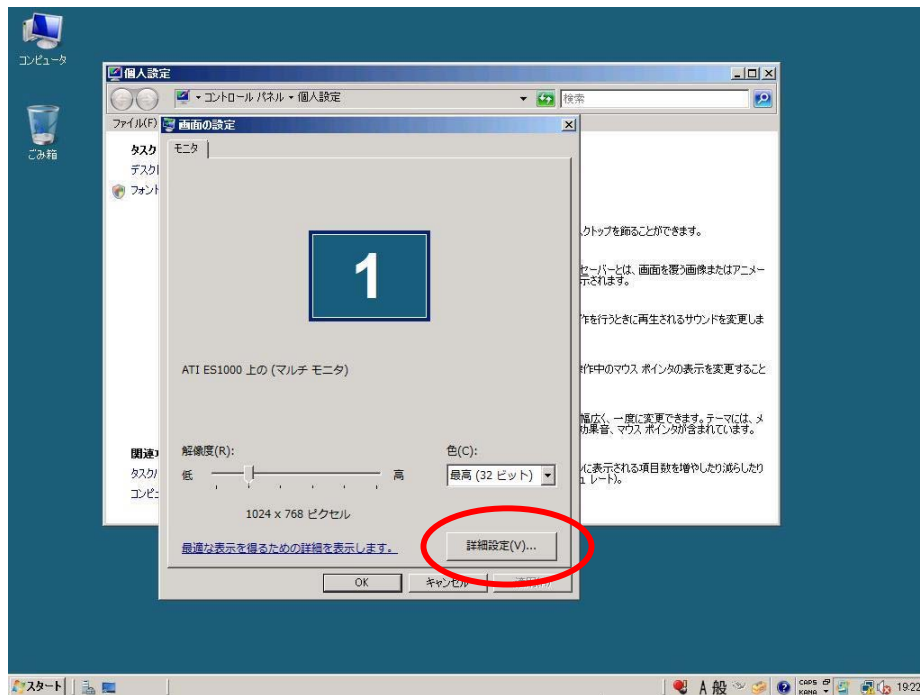 コンピュータ
ごみ箱
個人設定
コントロール パネル
個人設定
検索
ファイル(F)
画面の設定
タスク
モニタ
フォント
1
クトップを飾ることができます。
セーバーとは、画面を覆う画像またはアニメー
示されます。
作を行うときに再生されるサウンドを変更しま
作中のマウス ポインタの表示を変更すること
幅広く、一度に変更できます。テーマには、メ
効果音、マウス ポインタが含まれています。
に表示される項目数を増やしたり減らしたり
レート)。
ATI ES1000 上の (マルチ モニタ)
関連
解像度(R):
低
高
1024 x 768 ピクセル
色(C):
最高 (32 ビット)
最適な表示を得るための詳細を表示します。
詳細設定(V)...
OK
キャンセル
スタート
A 般
CAPS
KANA
19:23